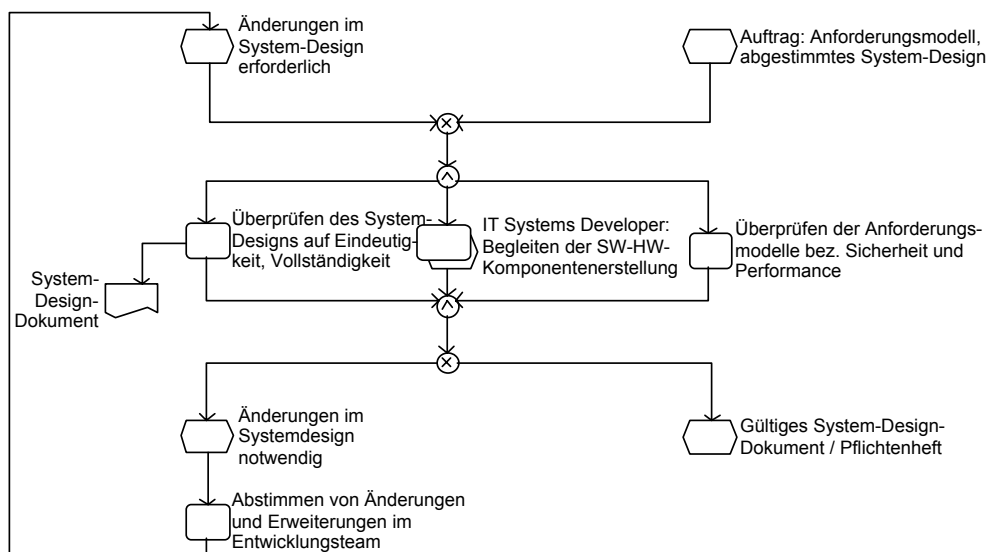 Änderungen im
System-Design
erforderlich
Auftrag: Anforderungsmodell,
abgestimmtes System-Design
Überprüfen des System-
Designs auf Eindeutig-
keit, Vollständigkeit
IT Systems Developer:
Begleiten der SW-HW-
Komponentenerstellung
Überprüfen der Anforderungs-
modelle bez. Sicherheit und
Performance
System-
Design-
Dokument
Änderungen im
Systemdesign
notwendig
Gültiges System-Design-
Dokument / Pflichtenheft
Abstimmen von Änderungen
und Erweiterungen im
Entwicklungsteam